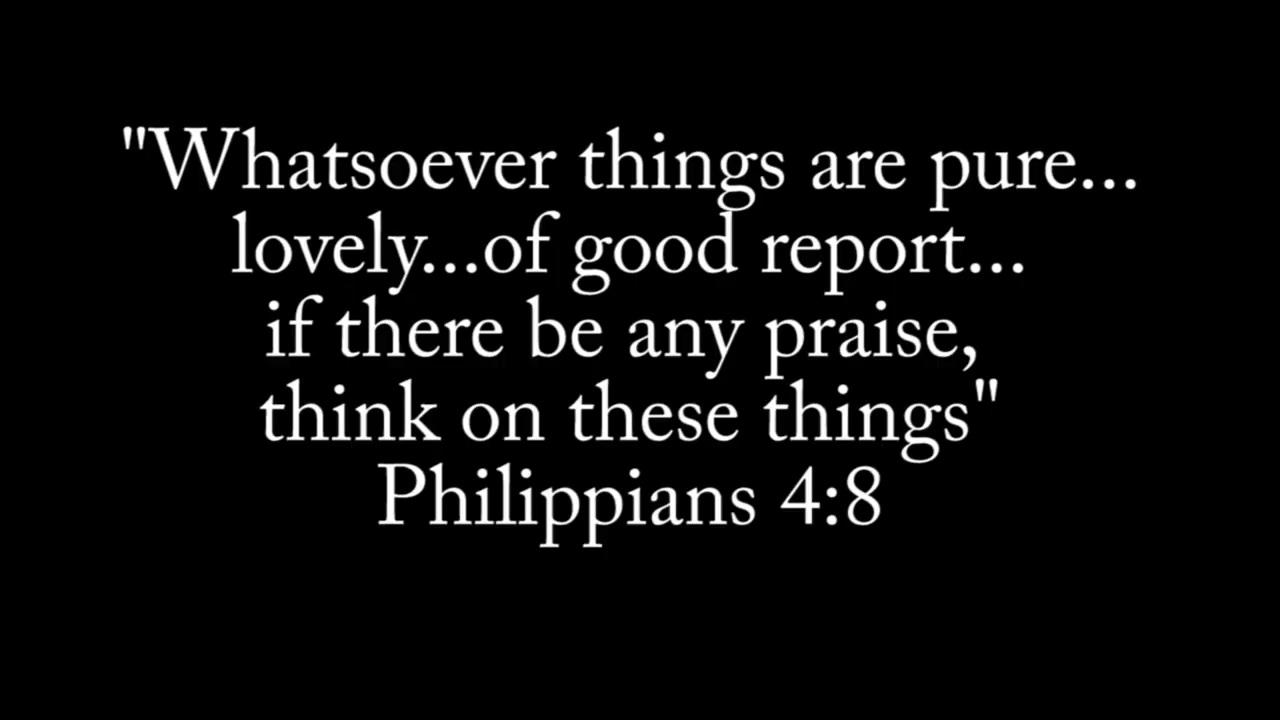 "Whatsoever things are pure...
lovely...of good report...
if there be any praise,
think on these things"
Philippians 4:8